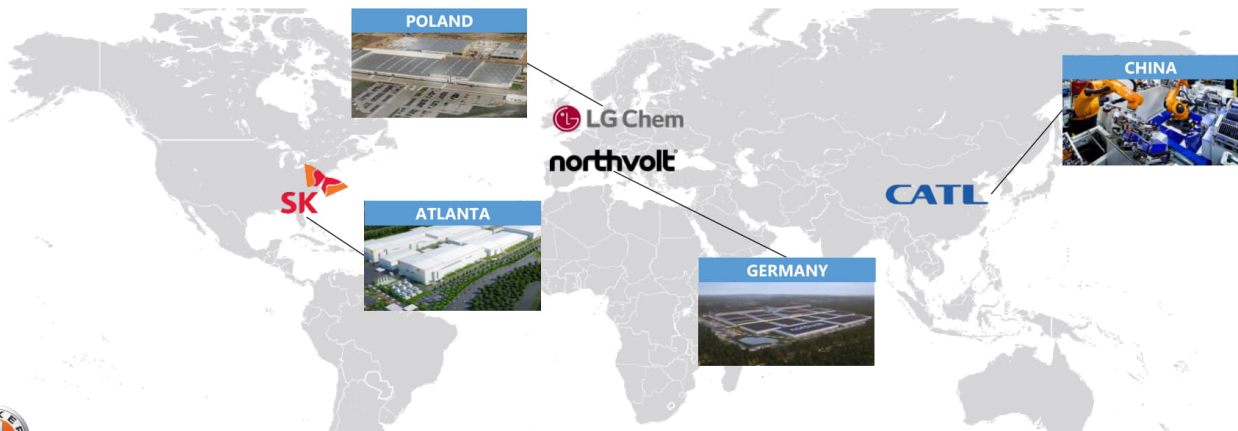 POLAND
CHINA
LG Chem
northvolt
SK
CATL
ATLANTA
GERMANY